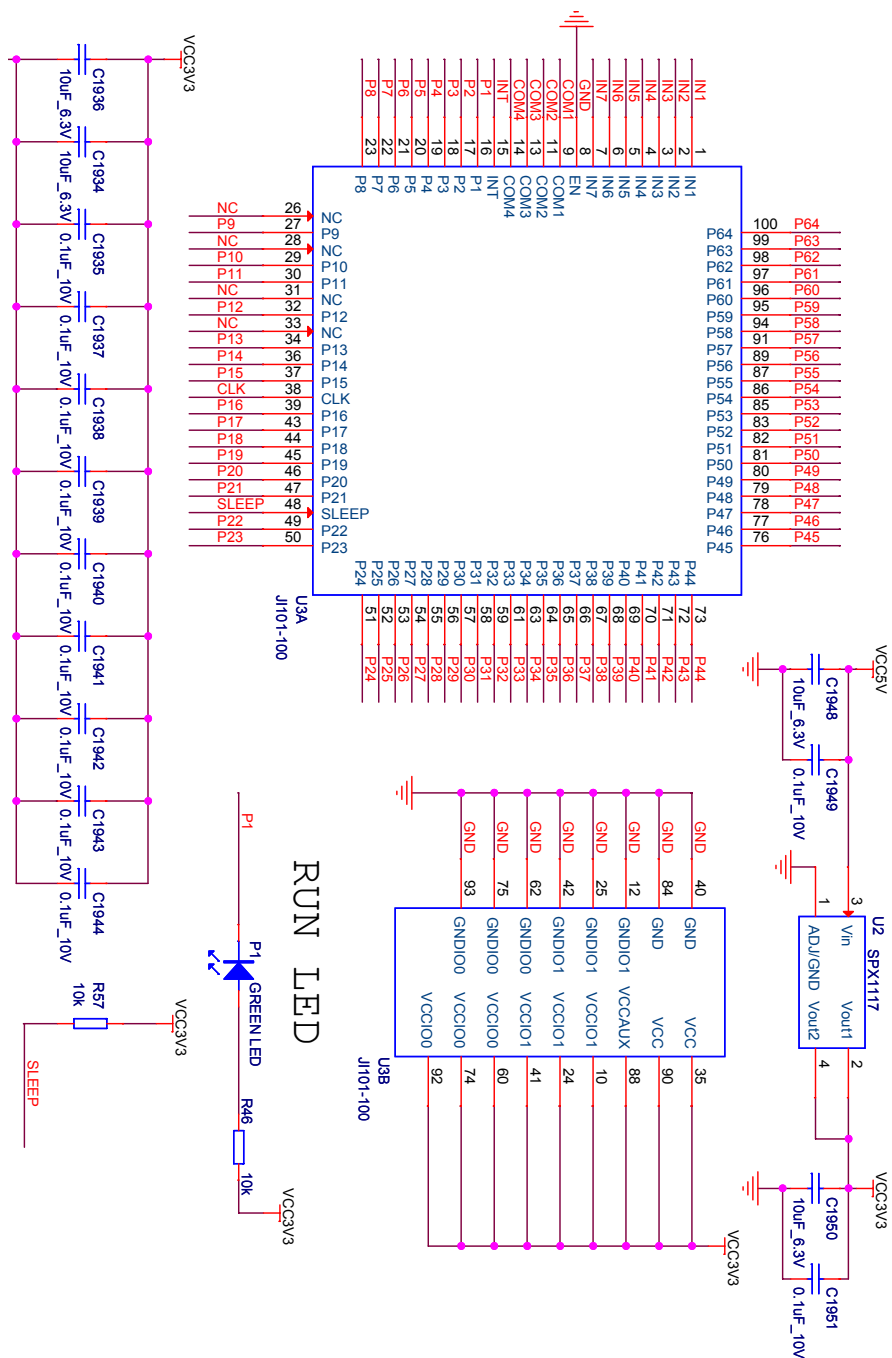 VCC5V
C1948
10uF_6.3V
C1949
0.1uF_10V
U2
SPX1117
3 Vin Vout1 2
1 ADJ/GND Vout2 4
VCC3V3
C1950
10uF_6.3V
C1951
0.1uF_10V
P64 100 P64
P63 99 P63
P62 98 P62
P61 97 P61
P60 96 P60
P59 95 P59
P58 94 P58
P57 91 P57
P56 89 P56
P55 87 P55
P54 86 P54
P53 85 P53
P52 83 P52
P51 82 P51
P50 81 P50
P49 80 P49
P48 79 P48
P47 78 P47
P46 77 P46
P45 76 P45
IN1 1 IN1
IN2 2 IN2
IN3 3 IN3
IN4 4 IN4
IN5 5 IN5
IN6 6 IN6
IN7 7 IN7
GND 8 EN
COM1 9 COM1
COM2 11 COM2
COM3 13 COM3
COM4 14 COM4
INT 15 INT
P1 16 P1
P2 17 P2
P3 18 P3
P4 19 P4
P5 20 P5
P6 21 P6
P7 22 P7
P8 23 P8
P44 73 P44
P43 72 P43
P42 71 P42
P41 70 P41
P40 69 P40
P39 68 P39
P38 67 P38
P37 66 P37
P36 65 P36
P35 64 P35
P34 63 P34
P33 61 P33
P32 59 P32
P31 58 P31
P30 57 P30
P29 56 P29
P28 55 P28
P27 54 P27
P26 53 P26
P25 52 P25
P24 51 P24
NC 26 NC
P9 27 P9
NC 28 NC
P10 29 P10
P11 30 P11
NC 31 NC
P12 32 P12
NC 33 NC
P13 34 P13
P14 36 P14
P15 37 P15
CLK 38 CLK
P16 39 P16
P17 43 P17
P18 44 P18
P19 45 P19
P20 46 P20
P21 47 P21
SLEEP 48 SLEEP
P22 49 P22
P23 50 P23
U3A
JI101-100
GND 40 GND VCC 35
GND 84 GND VCC 90
GND 12 GNDIO1 VCCAUX 88
GND 25 GNDIO1 VCCIO1 10
GND 42 GNDIO1 VCCIO1 24
GND 62 GNDIO0 VCCIO1 41
GND 75 GNDIO0 VCCIO0 60
GND 93 GNDIO0 VCCIO0 74
VCCIO0 92
VCC3V3
U3B
JI101-100
RUN LED
P1
P1
GREEN LED
R46
10k
VCC3V3
VCC3V3
C1936
10uF_6.3V
C1934
10uF_6.3V
C1935
0.1uF_10V
C1937
0.1uF_10V
C1938
0.1uF_10V
C1939
0.1uF_10V
C1940
0.1uF_10V
C1941
0.1uF_10V
C1942
0.1uF_10V
C1943
0.1uF_10V
C1944
0.1uF_10V
VCC3V3
R57
10k
SLEEP